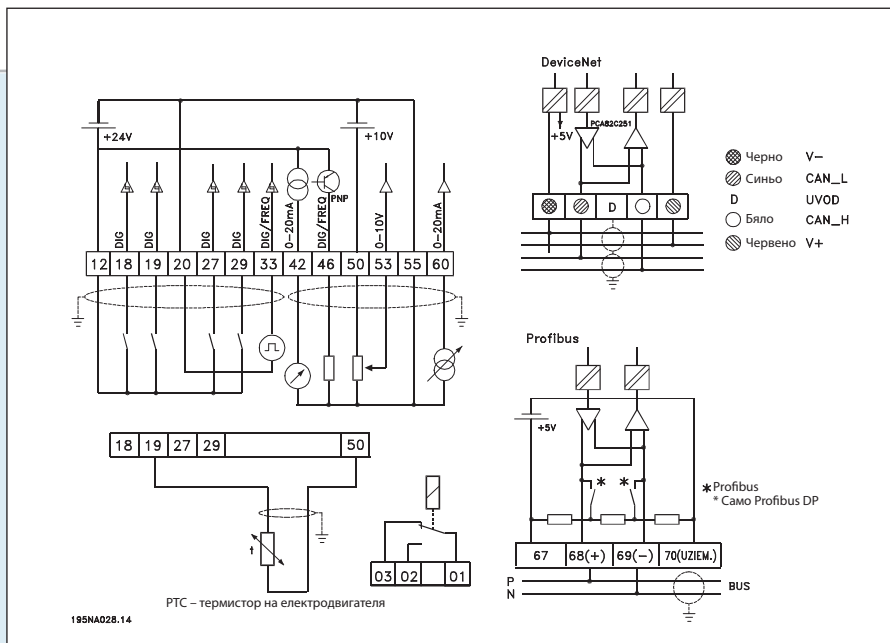 DeviceNet
PCA82C251
+5V
+24V
+10V
PNP
DIG
DIG
DIG
DIG
DIG/FREQ
0-20mA
DIG/FREQ
0-10V
0-20mA
12 18 19 20 27 29 33 42 46 50 53 55 60
D
Черно V-
Синьо CAN_L
D UVOD
Бяло CAN_H
Червено V+
Profibus
+5V
* *
* Profibus
* Само Profibus DP
67 68(+) 69(-) 70(UZIEM.)
P
N
BUS
18 19 27 29 50
t
03 02 01
PTC – термистор на електродвигателя
195NA028.14